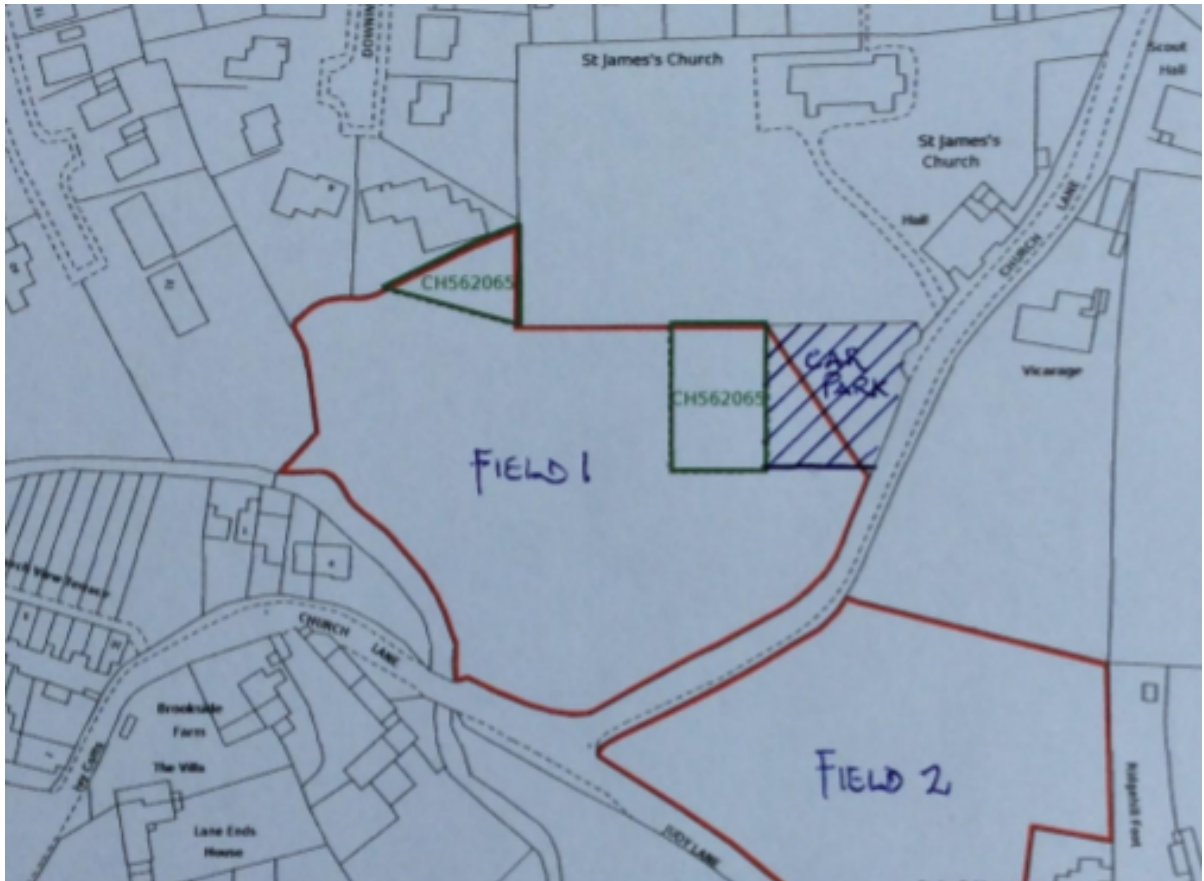 DOWNIN
St James's Church
Scout
Hall
St James's
Church
Hall
CHURCH
LANE
CH562065
CAR
PARK
CH562065
Vicarage
FIELD 1
CHURCH
LANE
Brookside
Farm
The Villa
Lane Ends
House
JUDY LANE
FIELD 2